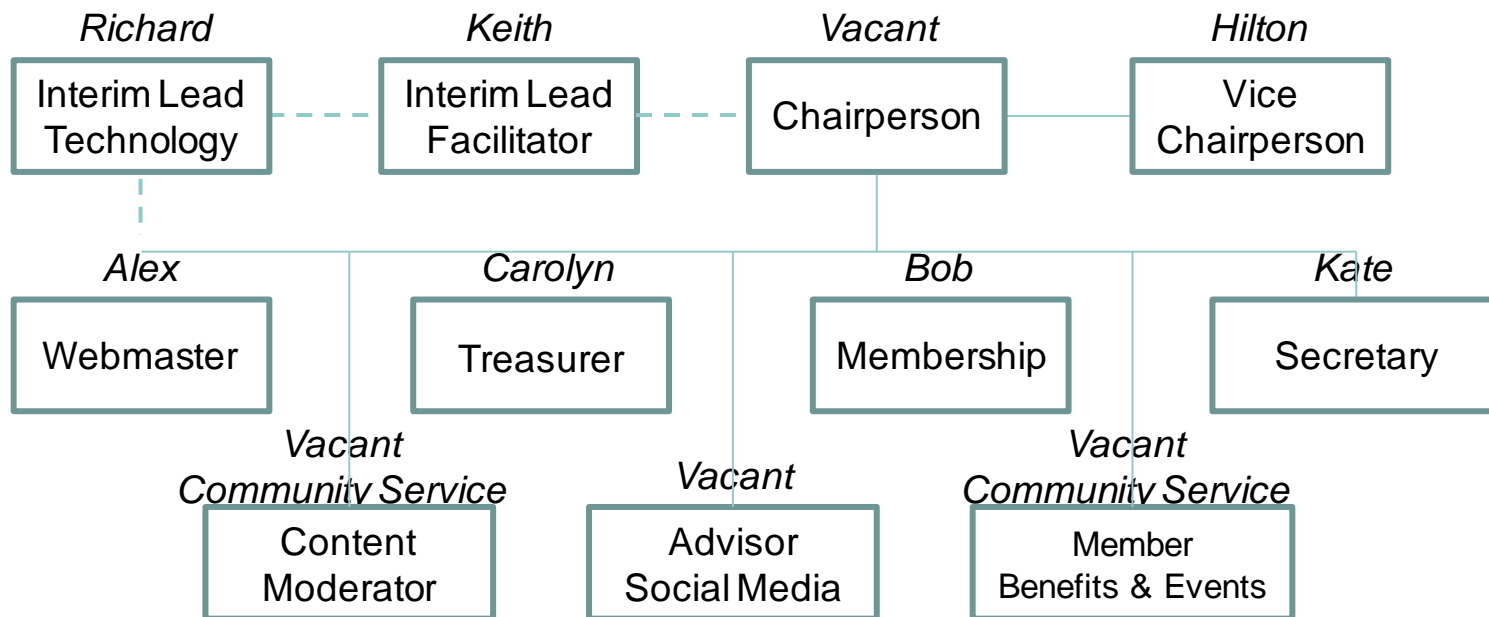 Richard
Keith
Vacant
Hilton
Interim Lead
Technology
Interim Lead
Facilitator
Chairperson
Vice
Chairperson
Alex
Carolyn
Bob
Kate
Webmaster
Treasurer
Membership
Secretary
Vacant
Community Service
Vacant
Vacant
Community Service
Content
Moderator
Advisor
Social Media
Member
Benefits & Events